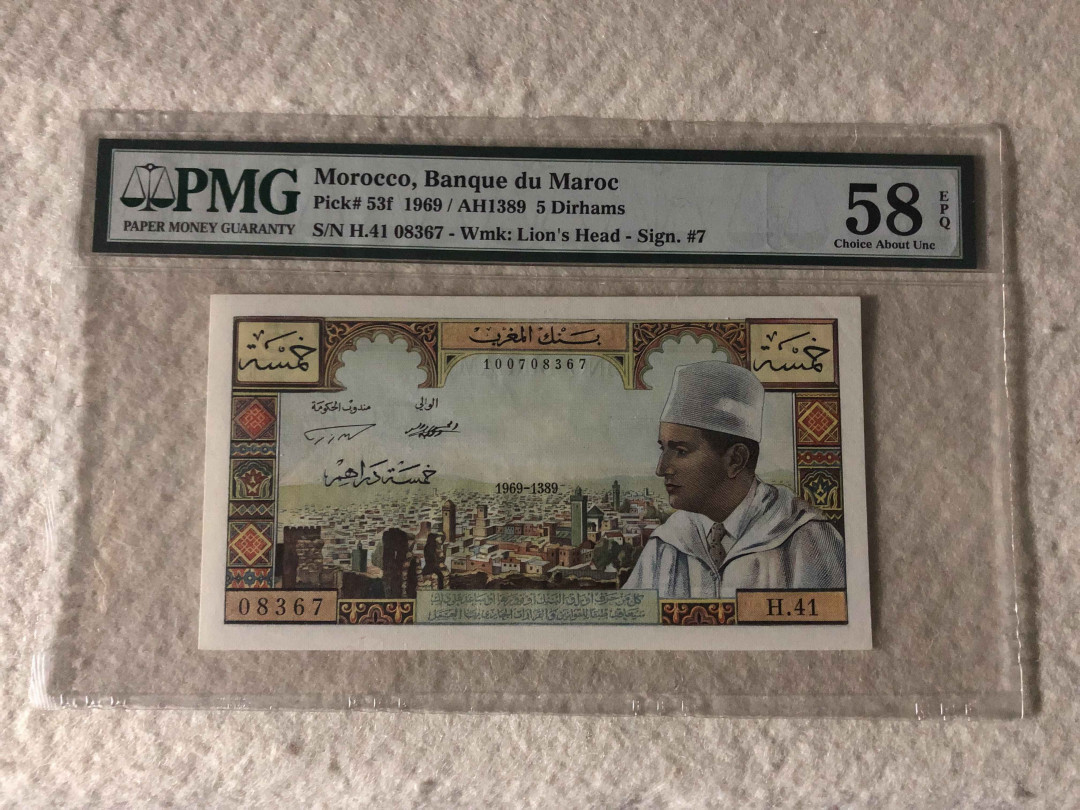 PMG
PAPER MONEY GUARANTY
Morocco, Banque du Maroc
Pick# 53f 1969 / AH1389 5 Dirhams
S/N H.41 08367 - Wmk: Lion's Head - Sign. #7
58
EPQ
Choice About Unc
خمسة
بنك المغرب
خمسة
100708367
مندوب الحكومة
الوالي
خمسة دراهم
1969-1389
08367
H.41